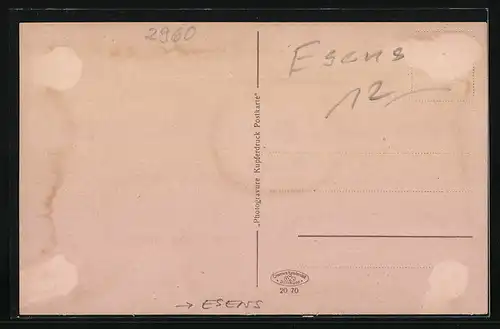 2960
Esens
12,-
„Photogravure Kupferdruck Postkarte“
20 70
→ ESENS